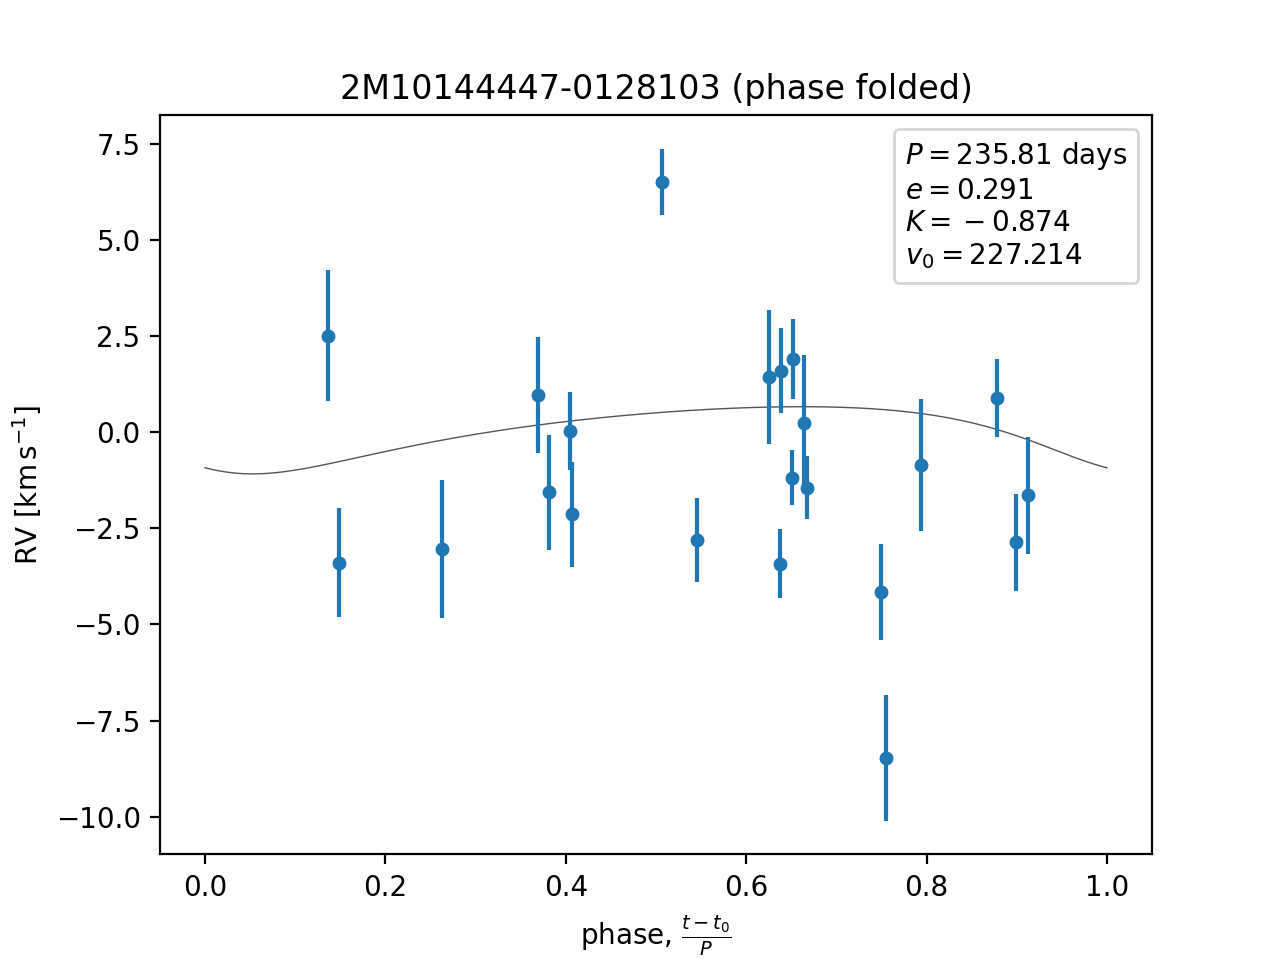 2M10144447-0128103 (phase folded)
P = 235.81 days
e = 0.291
K = −0.874
v₀ = 227.214
RV [km s⁻¹]
7.5
5.0
2.5
0.0
−2.5
−5.0
−7.5
−10.0
0.0 0.2 0.4 0.6 0.8 1.0
phase, (t − t₀)/P